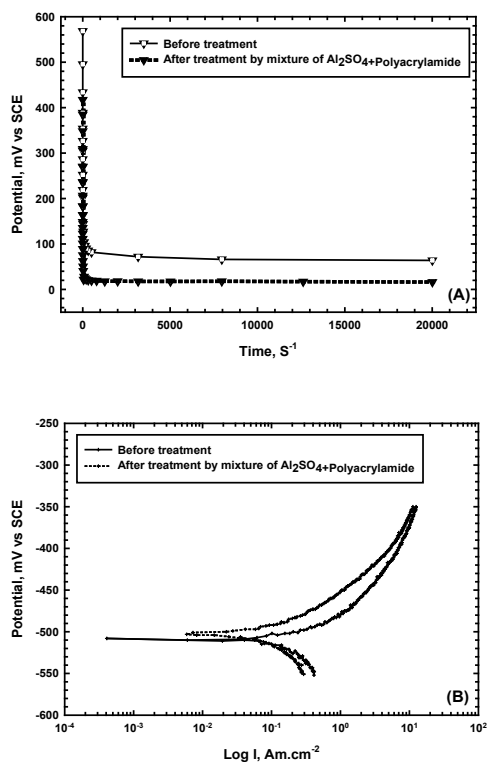 600
Before treatment
500
After treatment by mixture of Al₂SO₄+Polyacrylamide
400
300
200
100
0
Potential, mV vs SCE
(A)
0 5000 10000 15000 20000
Time, S⁻¹
-250
Before treatment
-300
After treatment by mixture of Al₂SO₄+Polyacrylamide
-350
-400
-450
-500
-550
-600
Potential, mV vs SCE
(B)
10⁻⁴ 10⁻³ 10⁻² 10⁻¹ 10⁰ 10¹ 10²
Log I, Am.cm⁻²